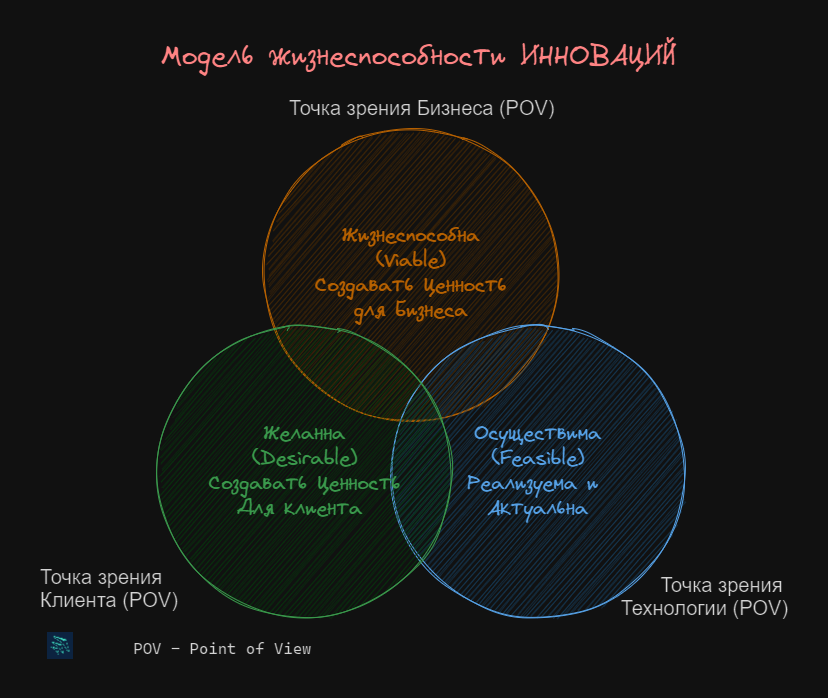 Модель жизнеспособности ИННОВАЦИЙ
Точка зрения Бизнеса (POV)
Жизнеспособна
(Viable)
Создавать Ценность
для Бизнеса
Желанна
(Desirable)
Создавать Ценность
Для клиента
Осуществима
(Feasible)
Реализуема и
Актуальна
Точка зрения
Клиента (POV)
Точка зрения
Технологии (POV)
POV - Point of View